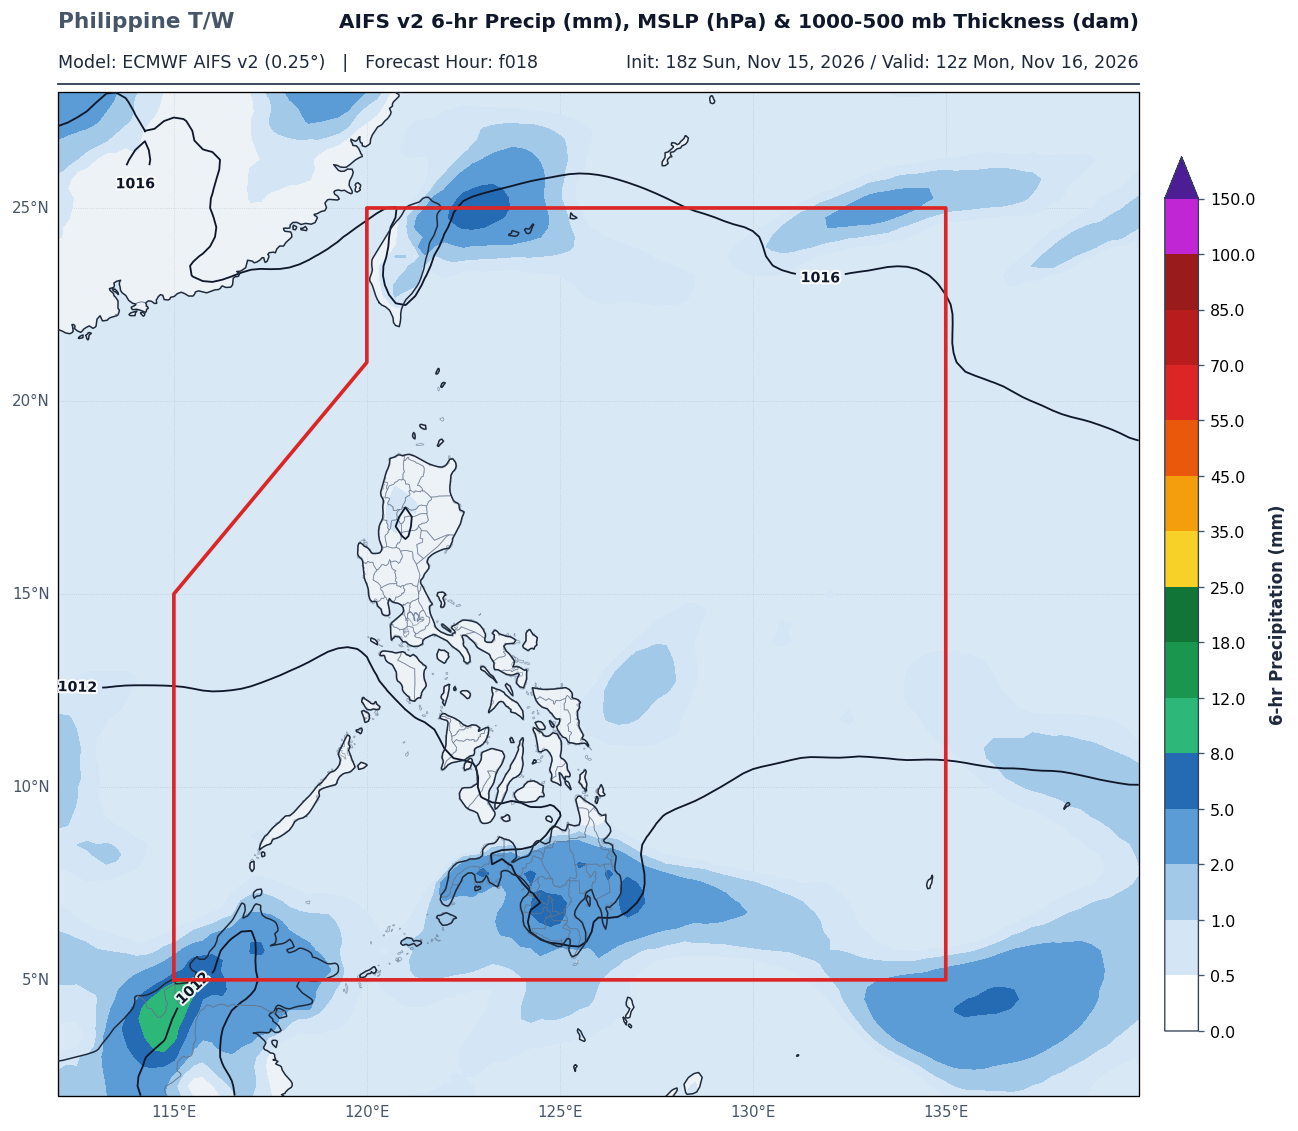 Philippine T/W
AIFS v2 6-hr Precip (mm), MSLP (hPa) & 1000-500 mb Thickness (dam)
Model: ECMWF AIFS v2 (0.25°)   |   Forecast Hour: f018
Init: 18z Sun, Nov 15, 2026 / Valid: 12z Mon, Nov 16, 2026
1016
1016
1012
1012
25°N
20°N
15°N
10°N
5°N
115°E
120°E
125°E
130°E
135°E
150.0
100.0
85.0
70.0
55.0
45.0
35.0
25.0
18.0
12.0
8.0
5.0
2.0
1.0
0.5
0.0
6-hr Precipitation (mm)